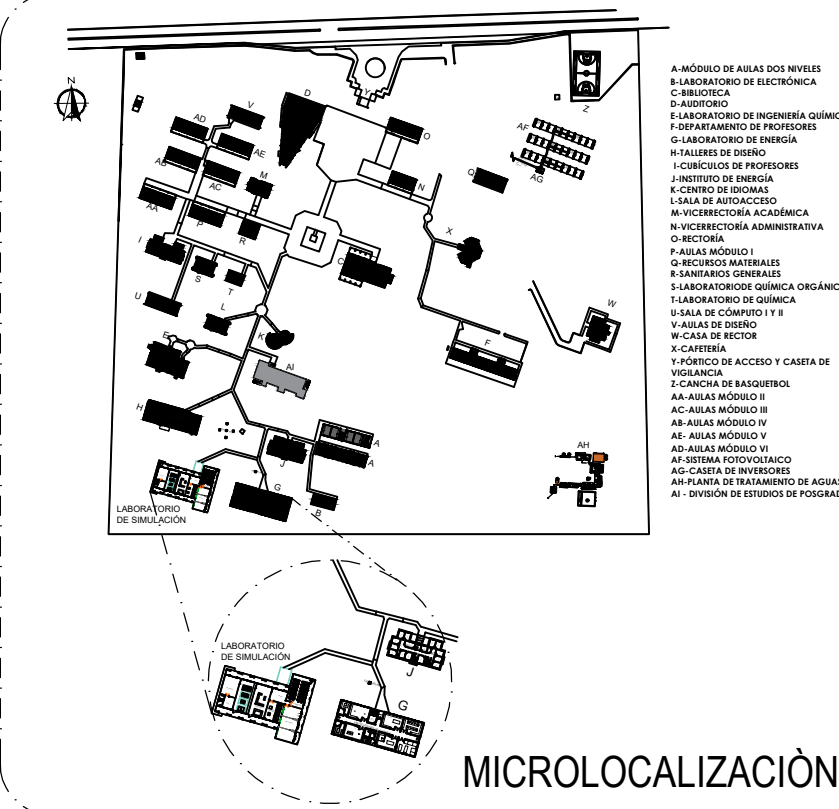 N
D
Y
Z
V
AD
AE
AB
AC
M
AA
P
R
O
N
Q
AF
AG
I
S
T
C
X
U
L
K
W
E
F
AI
H
J
A
A
G
B
AH
LABORATORIO
DE SIMULACIÓN
A-MÓDULO DE AULAS DOS NIVELES
B-LABORATORIO DE ELECTRÓNICA
C-BIBLIOTECA
D-AUDITORIO
E-LABORATORIO DE INGENIERÍA QUÍMIC
F-DEPARTAMENTO DE PROFESORES
G-LABORATORIO DE ENERGÍA
H-TALLERES DE DISEÑO
I-CUBÍCULOS DE PROFESORES
J-INSTITUTO DE ENERGÍA
K-CENTRO DE IDIOMAS
L-SALA DE AUTOACCESO
M-VICERRECTORÍA ACADÉMICA
N-VICERRECTORÍA ADMINISTRATIVA
O-RECTORÍA
P-AULAS MÓDULO I
Q-RECURSOS MATERIALES
R-SANITARIOS GENERALES
S-LABORATORIODE QUÍMICA ORGÁNIC
T-LABORATORIO DE QUÍMICA
U-SALA DE CÓMPUTO I Y II
V-AULAS DE DISEÑO
W-CASA DE RECTOR
X-CAFETERÍA
Y-PÓRTICO DE ACCESO Y CASETA DE
VIGILANCIA
Z-CANCHA DE BASQUETBOL
AA-AULAS MÓDULO II
AC-AULAS MÓDULO III
AB-AULAS MÓDULO IV
AE- AULAS MÓDULO V
AD-AULAS MÓDULO VI
AF-SISTEMA FOTOVOLTAICO
AG-CASETA DE INVERSORES
AH-PLANTA DE TRATAMIENTO DE AGUAS
AI - DIVISIÓN DE ESTUDIOS DE POSGRAD
LABORATORIO
DE SIMULACIÓN
J
G
MICROLOCALIZACIÒN